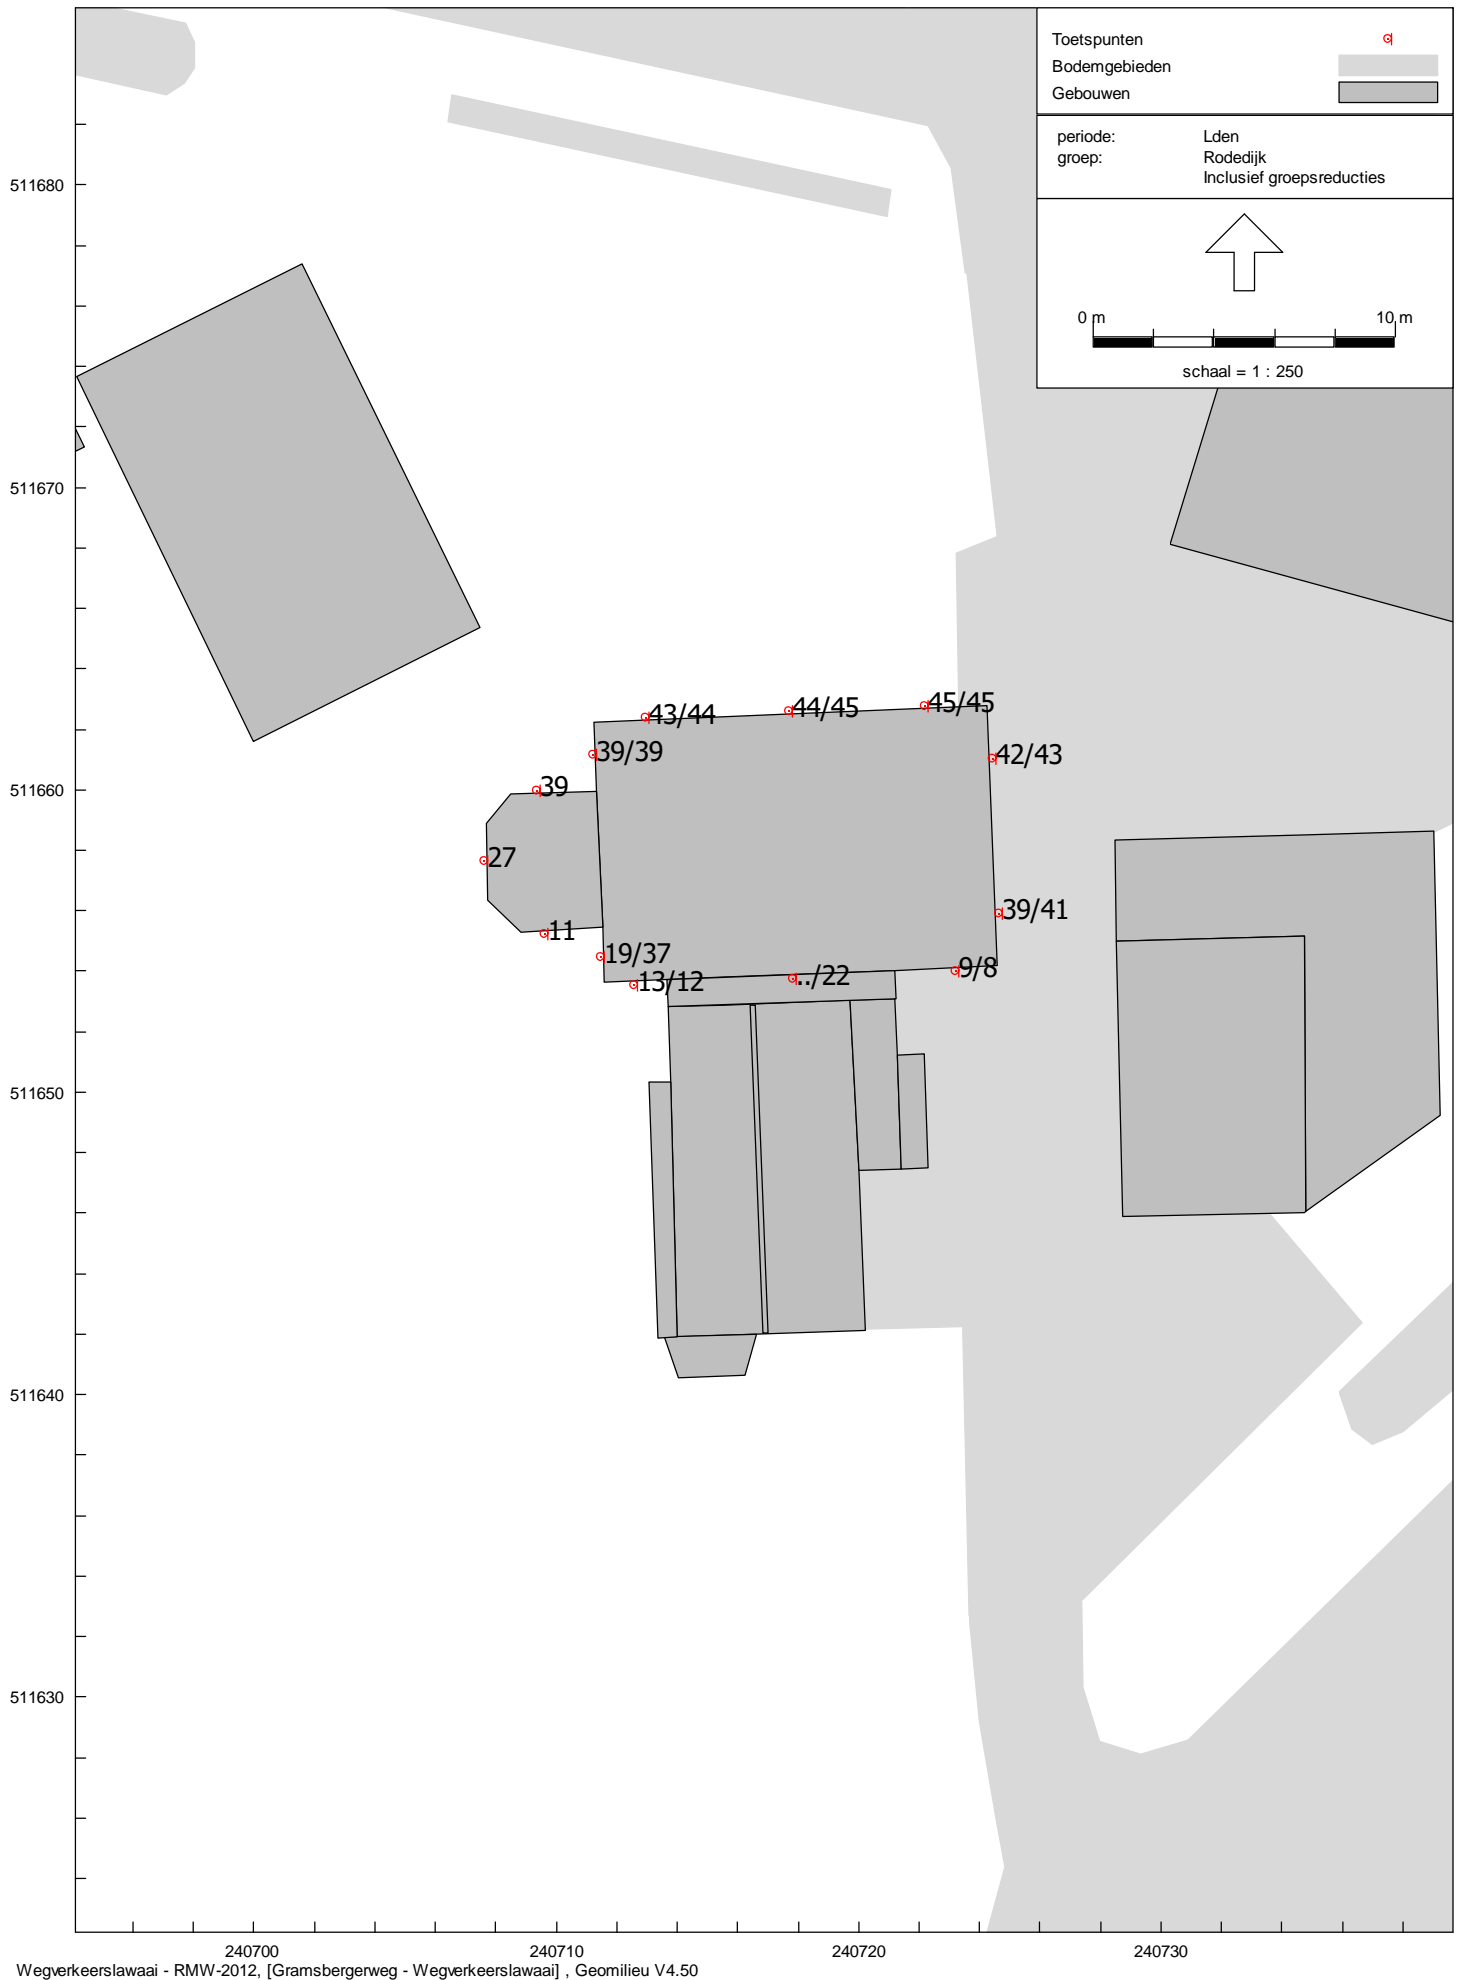 Toetspunten
Bodemgebieden
Gebouwen
periode: Lden
groep: Rodedijk
Inclusief groepsreducties
0 m 10 m
schaal = 1 : 250
511680
511670
511660
511650
511640
511630
43/44
44/45
45/45
39/39
42/43
39
27
39/41
11
19/37
13/12
../22
9/8
240700 240710 240720 240730
Wegverkeerslawaai - RMW-2012, [Gramsbergerweg - Wegverkeerslawaai] , Geomilieu V4.50